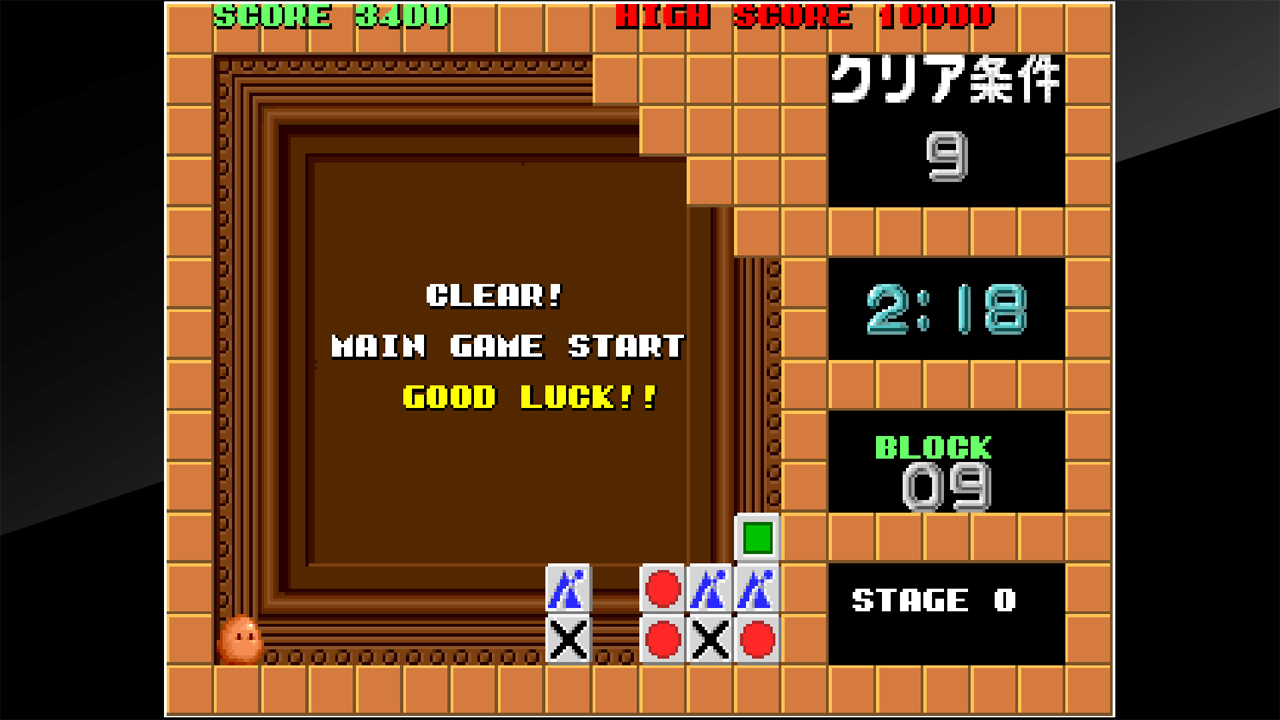 SCORE 3400 HIGH SCORE 10000
クリア条件
9
2:18
CLEAR!
MAIN GAME START
GOOD LUCK!!
BLOCK
09
STAGE 0